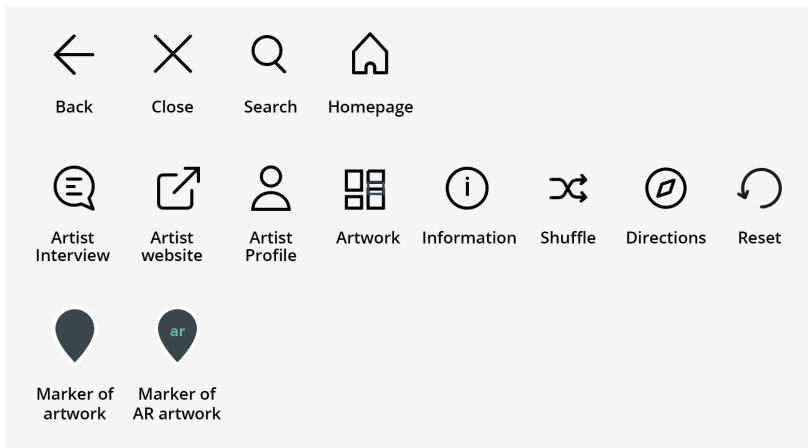 Back Close Search Homepage
i
Artist Interview
Artist website
Artist Profile
Artwork Information Shuffle Directions Reset
ar
Marker of artwork
Marker of AR artwork